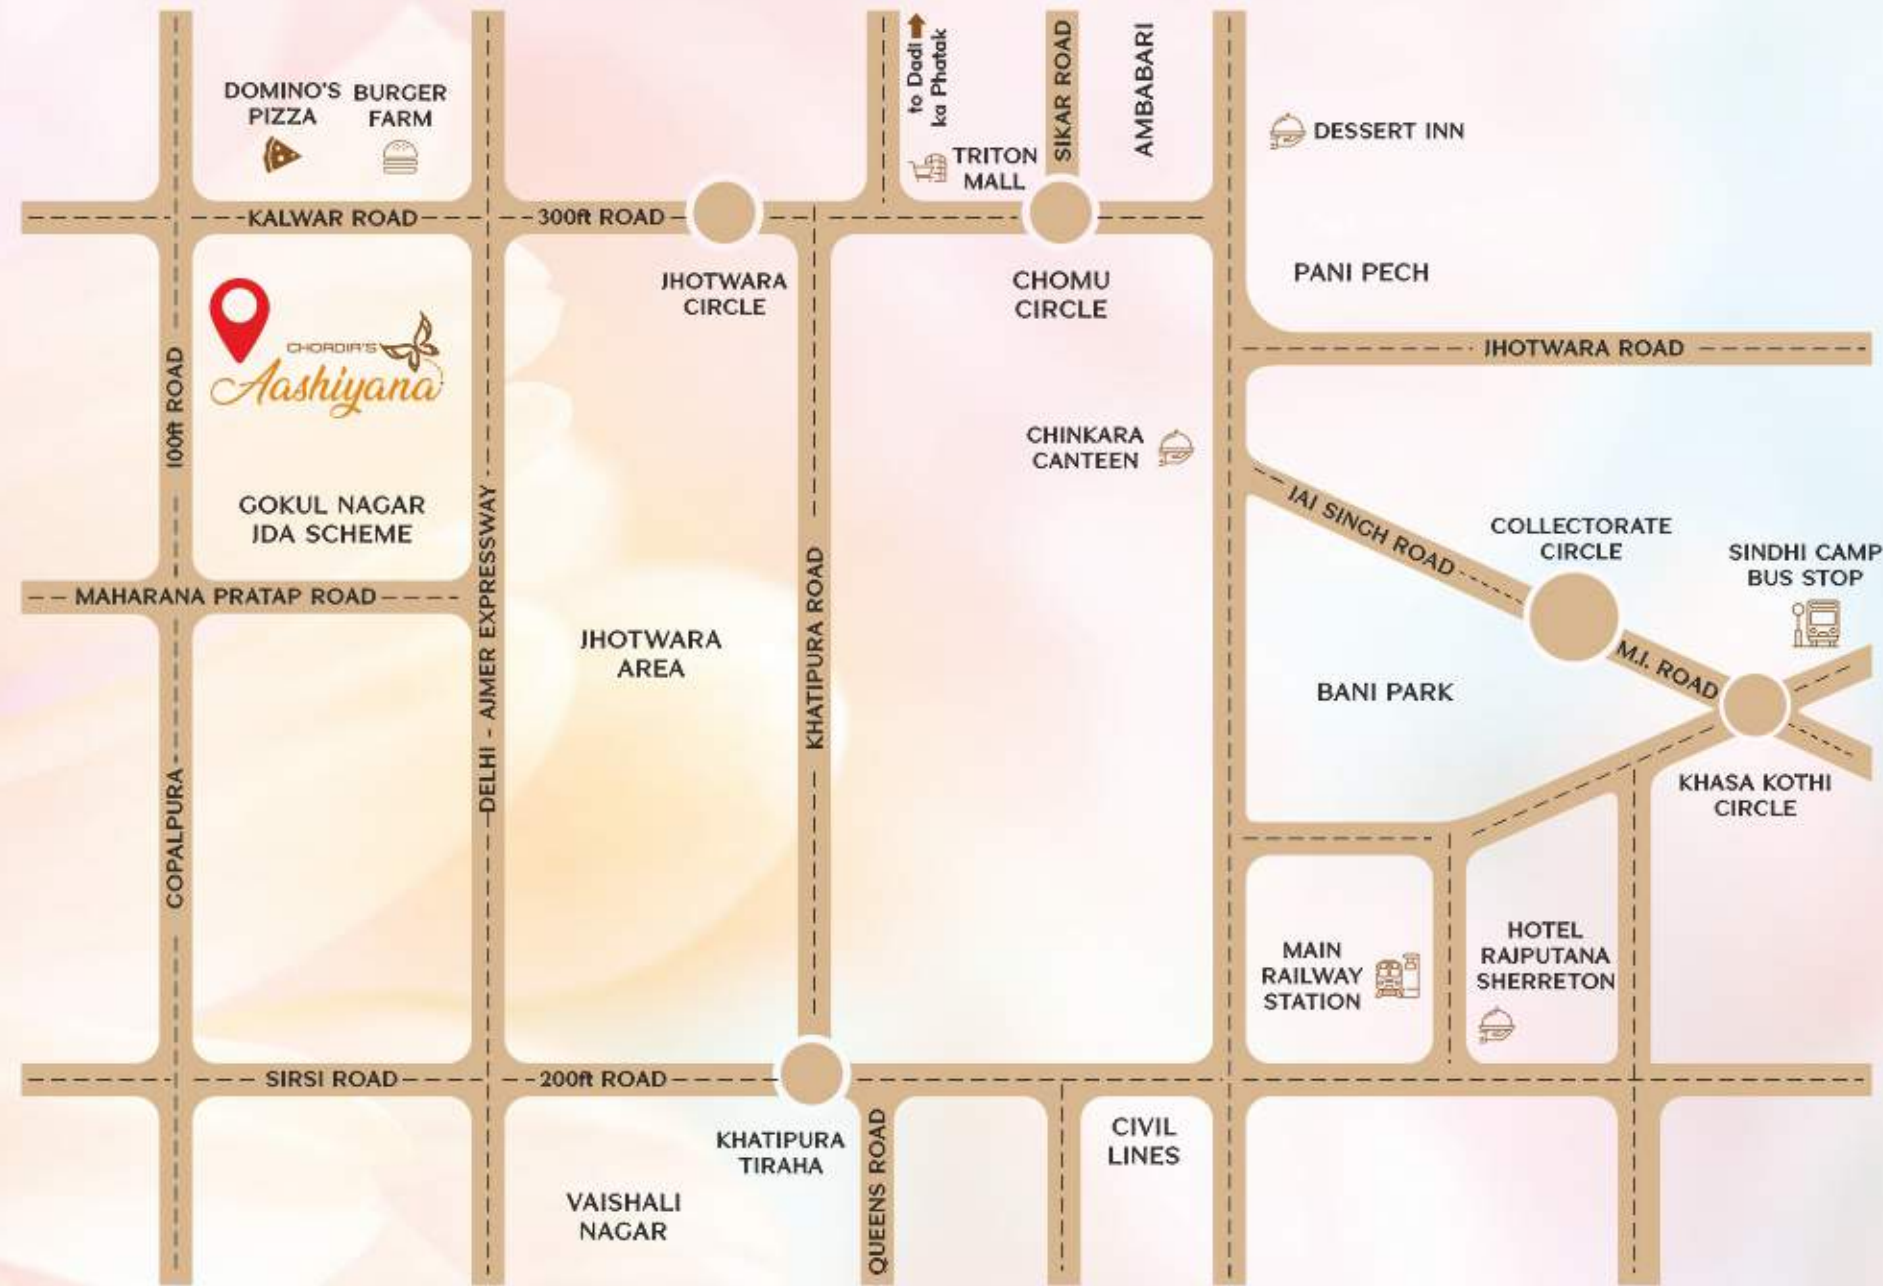 to Dadi
ka Phatak
SIKAR ROAD
AMBABARI
DOMINO'S
PIZZA
BURGER
FARM
DESSERT INN
TRITON
MALL
KALWAR ROAD
300ft ROAD
JHOTWARA
CIRCLE
CHOMU
CIRCLE
PANI PECH
CHORDIA'S
Aashiyana
JHOTWARA ROAD
100ft ROAD
CHINKARA
CANTEEN
GOKUL NAGAR
JDA SCHEME
JAI SINGH ROAD
COLLECTORATE
CIRCLE
SINDHI CAMP
BUS STOP
MAHARANA PRATAP ROAD
DELHI - AJMER EXPRESSWAY
JHOTWARA
AREA
KHATIPURA ROAD
M.I. ROAD
BANI PARK
KHASA KOTHI
CIRCLE
GOPALPURA
MAIN
RAILWAY
STATION
HOTEL
RAJPUTANA
SHERRETON
SIRSI ROAD
200ft ROAD
KHATIPURA
TIRAHA
QUEENS ROAD
CIVIL
LINES
VAISHALI
NAGAR